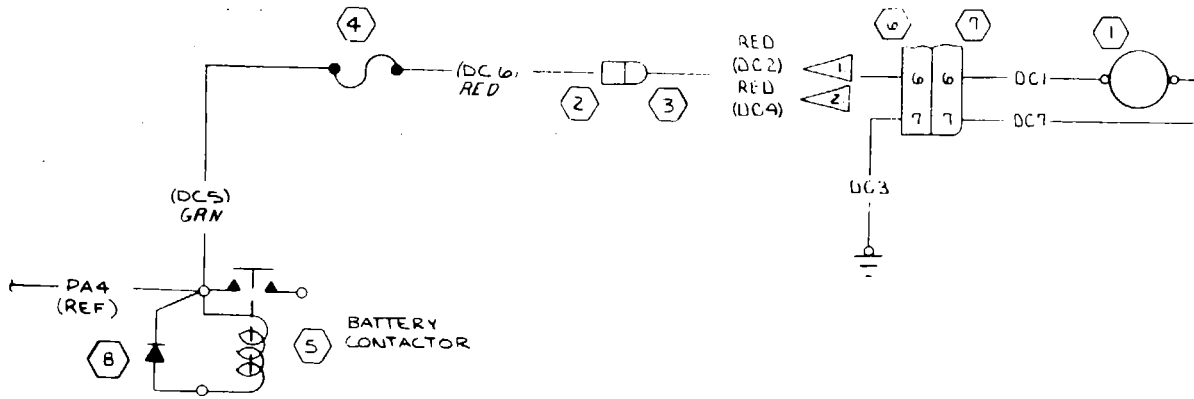 4
6
7
1
RED
(DC2)
1
RED
(DC4)
2
(DC6)
RED
2
3
6 6
7 7
DC1
DC7
DC3
(DC5)
GRN
PA4
(REF)
8
5
BATTERY
CONTACTOR